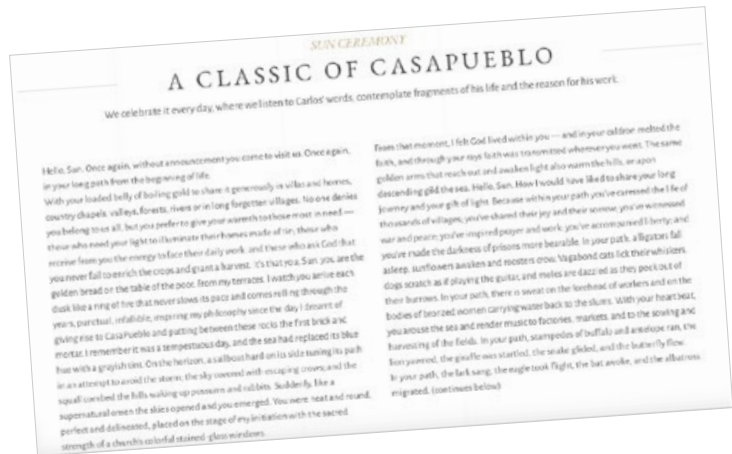 SUN CEREMONY
A CLASSIC OF CASAPUEBLO
We celebrate it every day, where we listen to Carlos' words, contemplate fragments of his life and the reason for his work.
Hello, Sun. Once again, without announcement you come to visit us. Once again,
in your long path from the beginning of life.
With your loaded belly of boiling gold to share it generously in villas and homes,
country chapels, valleys, forests, rivers or in long forgotten villages. No one denies
you belong to us all, but you prefer to give your warmth to those most in need —
those who need your light to illuminate their homes made of tin; those who
receive from you the energy to face their daily work, and those who ask God that
you never fail to enrich the crops and grant a harvest. It's that you, Sun, you are the
golden bread on the table of the poor. From my terraces, I watch you arrive each
dusk like a ring of fire that never slows its pace and comes rolling through the
years, punctual, infallible, inspiring my philosophy since the day I dreamt of
giving rise to CasaPueblo and putting between these rocks the first brick and
mortar. I remember it was a tempestuous day, and the sea had replaced its blue
hue with a grayish tint. On the horizon, a sailboat hard on its side tuning its path
in an attempt to avoid the storm; the sky covered with escaping crows; and the
squall combed the hills waking up possums and rabbits. Suddenly, like a
supernatural omen the skies opened and you emerged. You were neat and round,
perfect and delineated, placed on the stage of my initiation with the sacred
strength of a church's colorful stained-glass windows.
From that moment, I felt God lived within you — and in your caldron melted the
faith, and through your rays faith was transmitted wherever you went. The same
golden arms that reach out and awaken light also warm the hills, or upon
descending gild the sea. Hello, Sun. How I would have liked to share your long
journey and your gift of light. Because within your path you've caressed the life of
thousands of villages; you've shared their joy and their sorrow; you've witnessed
war and peace; you've inspired prayer and work; you've accompanied liberty; and
you've made the darkness of prisons more bearable. In your path, alligators fall
asleep, sunflowers awaken and roosters crow. Vagabond cats lick their whiskers,
dogs scratch as if playing the guitar, and moles are dazzled as they peek out of
their burrows. In your path, there is sweat on the forehead of workers and on the
bodies of bronzed women carrying water back to the slums. With your heart beat,
you arouse the sea and render music to factories, markets, and to the sowing and
harvesting of the fields. In your path, stampedes of buffalo and antelope ran, the
lion yawned, the giraffe was startled, the snake glided, and the butterfly flew.
In your path, the lark sang, the eagle took flight, the bat awoke, and the albatross
migrated. (continues below)